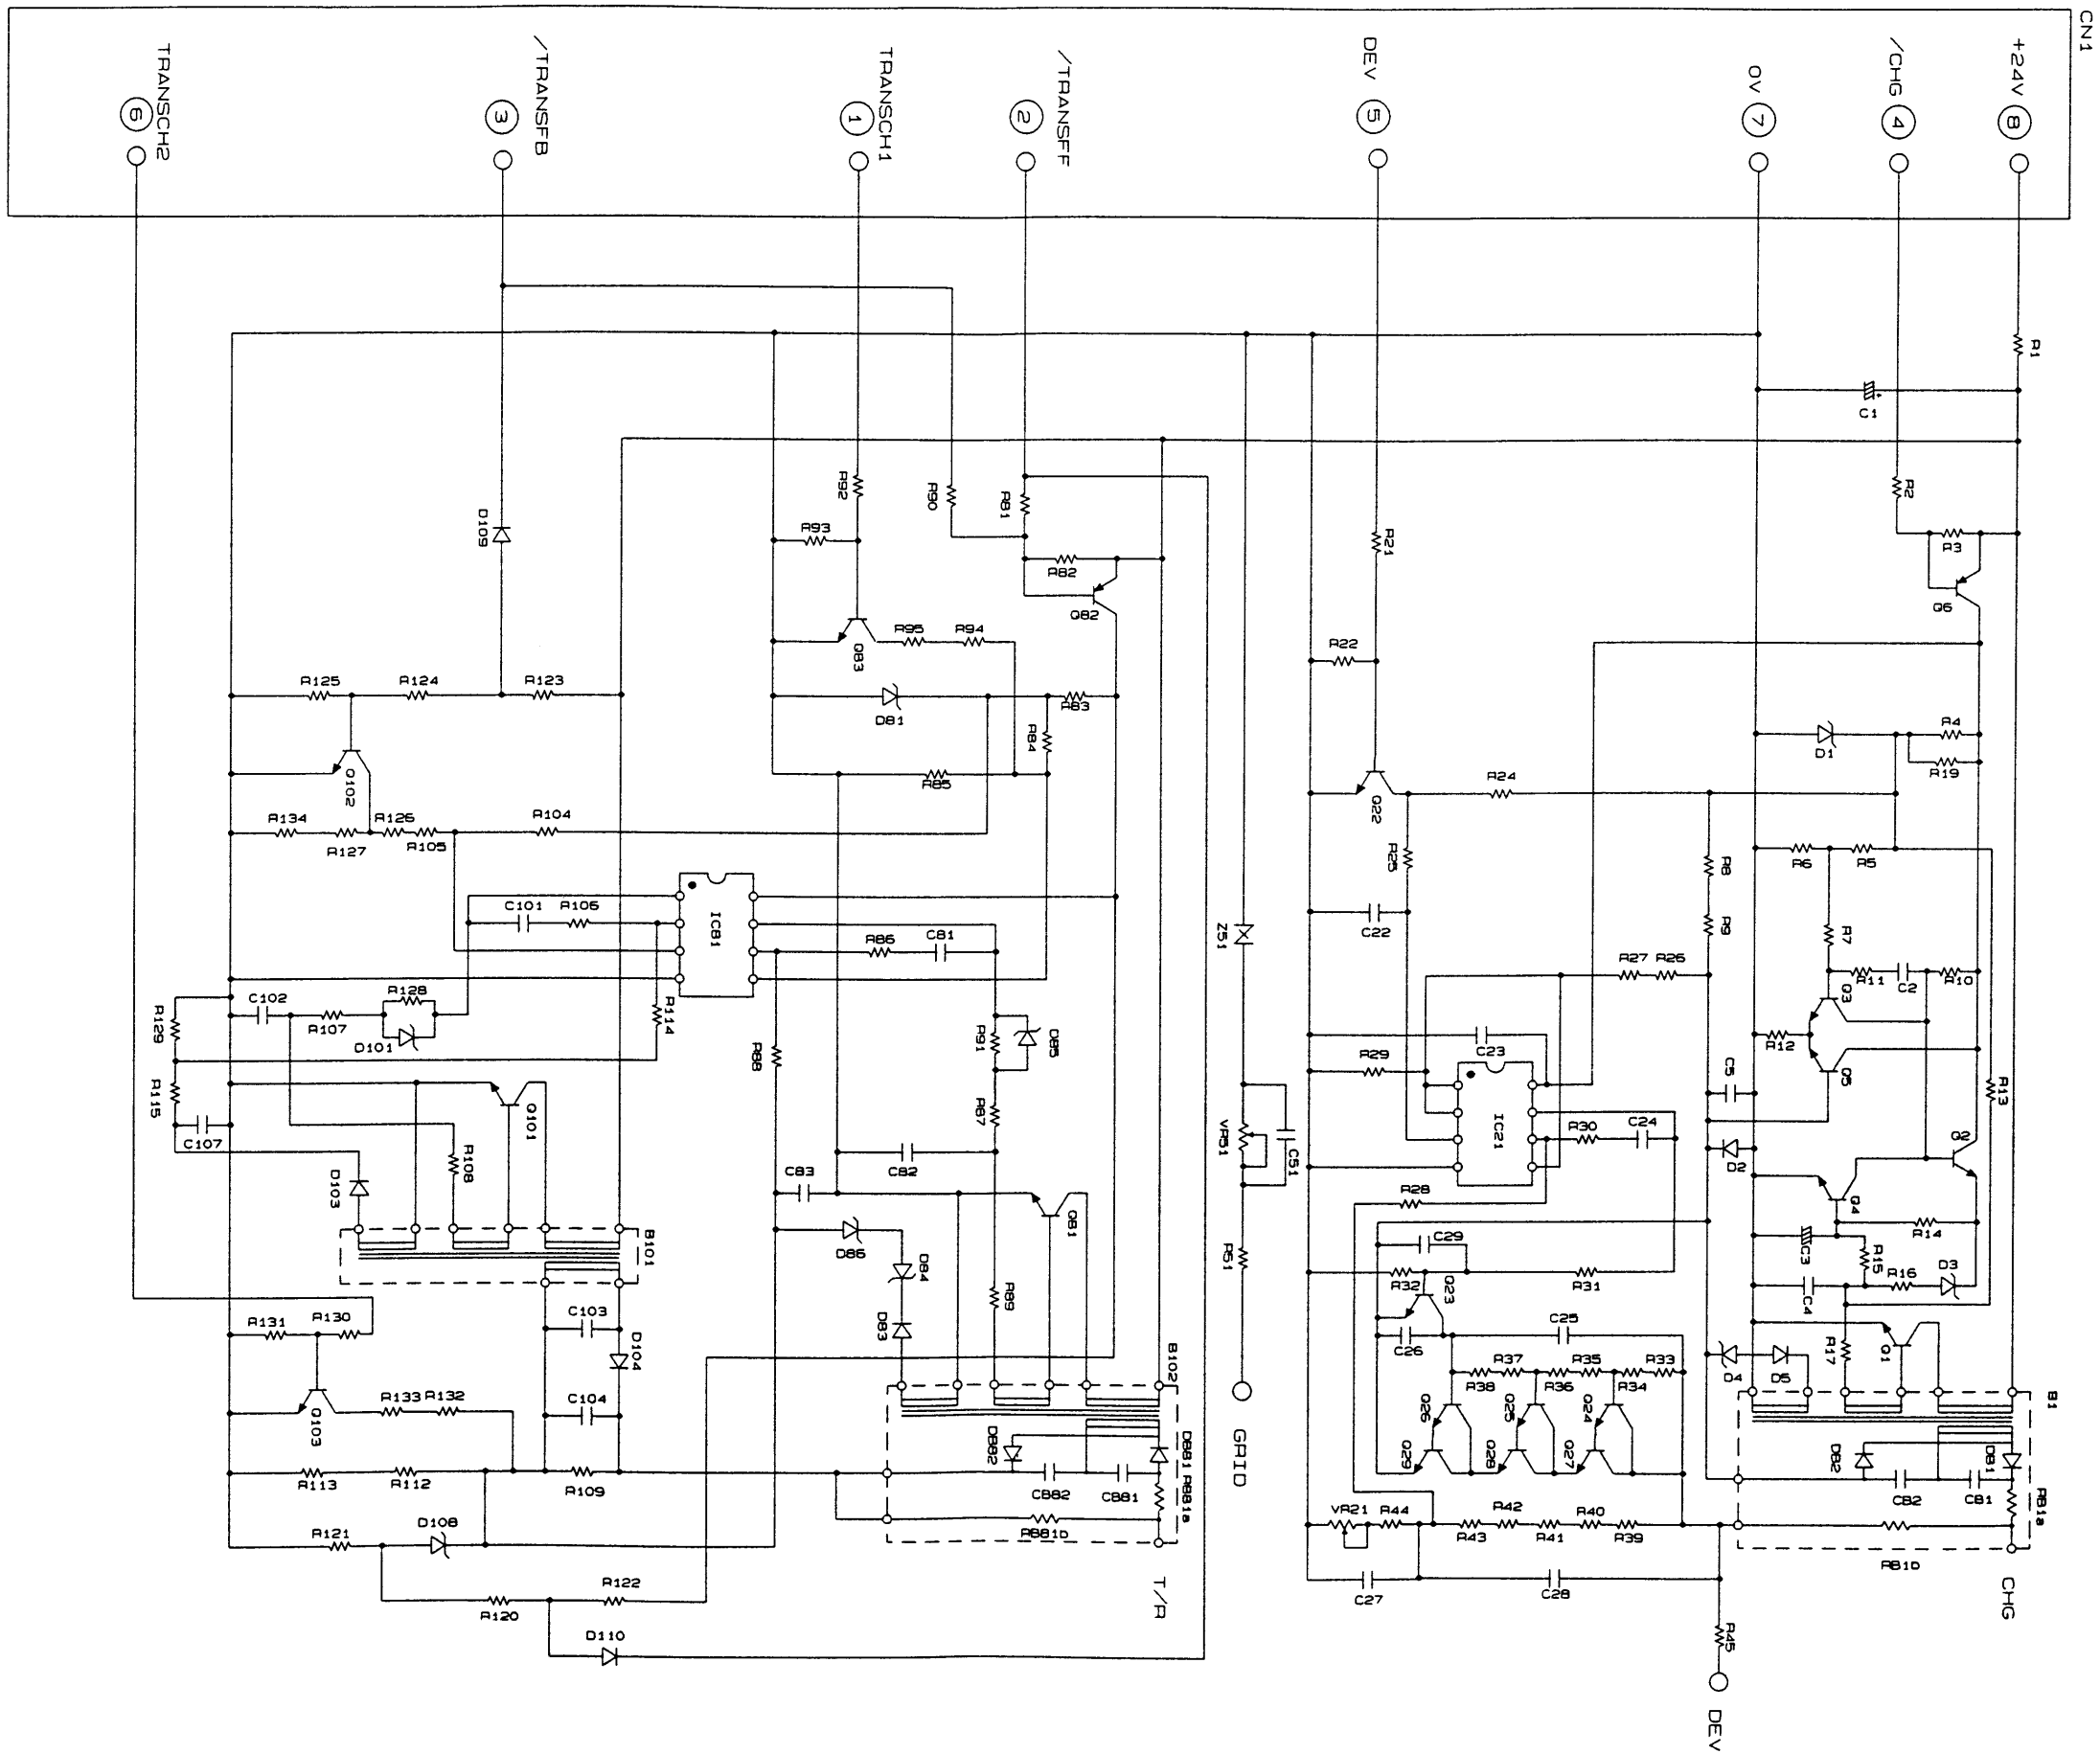 CN1
+24V
8
/CHG
4
0V
7
DEV
5
/TRANSFF
2
TRANSCH1
1
/TRANSFB
3
TRANSCH2
6
R1
C1
R2
R3
Q6
R4
R19
D1
R5
R6
R7
R8
R9
R10
C2
R11
Q3
R12
Q5
R13
C5
D2
Q2
Q4
R14
C3
R15
R16
D3
C4
R17
Q1
D4
D5
B1
DB1
DB2
CB1
CB2
RB1a
RB1b
CHG
R21
R22
Q22
R24
R25
C22
R27
R26
C23
R29
IC21
R30
C24
R28
C29
R32
R31
Q23
C26
C25
R37
R38
R35
R36
R33
R34
Q26
Q25
Q24
Q29
Q28
Q27
VR21
R44
R43
R42
R41
R40
R39
C27
C28
R45
DEV
Z51
VR51
C51
R51
GRID
R92
R93
R90
R81
R82
Q82
Q83
R95
R94
D81
R83
R84
R85
IC81
R86
C81
R88
R91
D85
R87
C82
C83
Q81
D86
D84
D83
R89
B102
DB81
DB82
CB82
CB81
RB81a
RB81b
T/R
D109
R125
R124
R123
Q102
R134
R127
R126
R105
R104
C101
R106
R114
C102
R107
R128
D101
R129
R115
C107
Q101
R108
D103
B101
C103
D104
C104
R131
R130
Q103
R133
R132
R113
R112
R109
R121
D108
R122
R120
D110